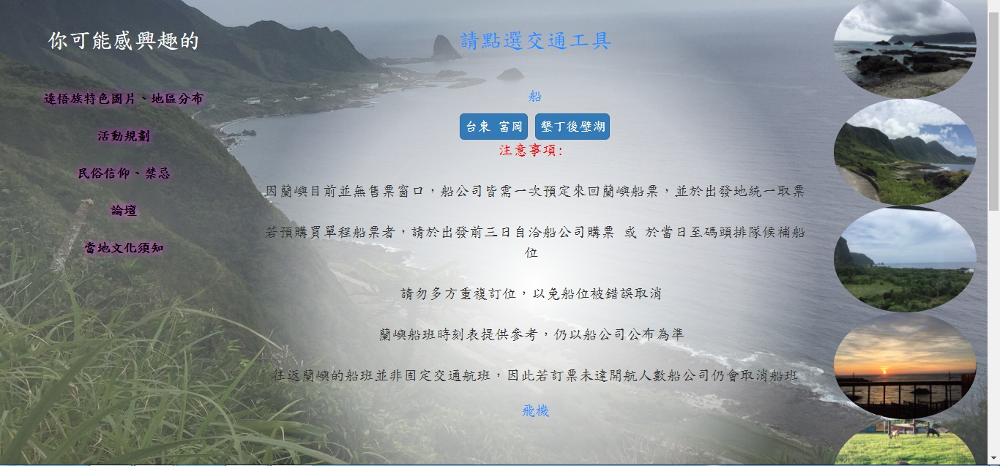 你可能感興趣的
達悟族特色圖片、地區分布
活動規劃
民俗信仰、禁忌
論壇
當地文化須知
請點選交通工具
船
台東 富岡
墾丁後壁湖
注意事項:
因蘭嶼目前並無售票窗口，船公司皆需一次預定來回蘭嶼船票，並於出發地統一取票
若預購買單程船票者，請於出發前三日自洽船公司購票 或 於當日至碼頭排隊候補船
位
請勿多方重複訂位，以免船位被錯誤取消
蘭嶼船班時刻表提供參考，仍以船公司公布為準
往返蘭嶼的船班並非固定交通航班，因此若訂票未達開航人數船公司仍會取消船班
飛機